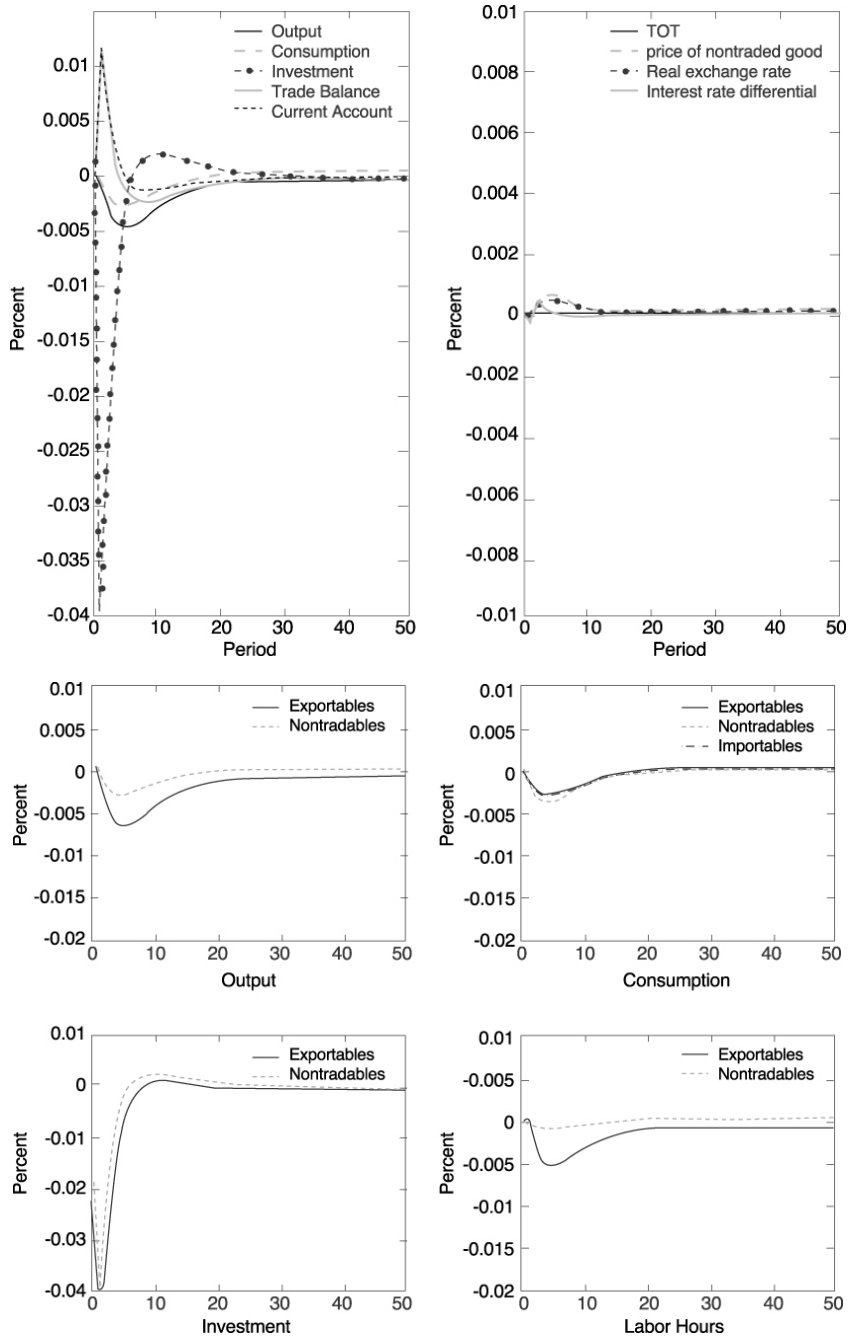 Output
Consumption
Investment
Trade Balance
Current Account
0.01
0.005
0
-0.005
-0.01
-0.015
-0.02
-0.025
-0.03
-0.035
-0.04
Percent
0 10 20 30 40 50
Period
TOT
price of nontraded good
Real exchange rate
Interest rate differential
0.01
0.008
0.006
0.004
0.002
0
-0.002
-0.004
-0.006
-0.008
-0.01
Percent
0 10 20 30 40 50
Period
Exportables
Nontradables
0.01
0.005
0
-0.005
-0.01
-0.015
-0.02
Percent
0 10 20 30 40 50
Output
Exportables
Nontradables
Importables
0.01
0.005
0
-0.005
-0.01
-0.015
-0.02
Percent
0 10 20 30 40 50
Consumption
Exportables
Nontradables
0.01
0
-0.01
-0.02
-0.03
-0.04
Percent
0 10 20 30 40 50
Investment
Exportables
Nontradables
0.01
-0.005
0
-0.005
-0.01
-0.015
-0.02
Percent
0 10 20 30 40 50
Labor Hours